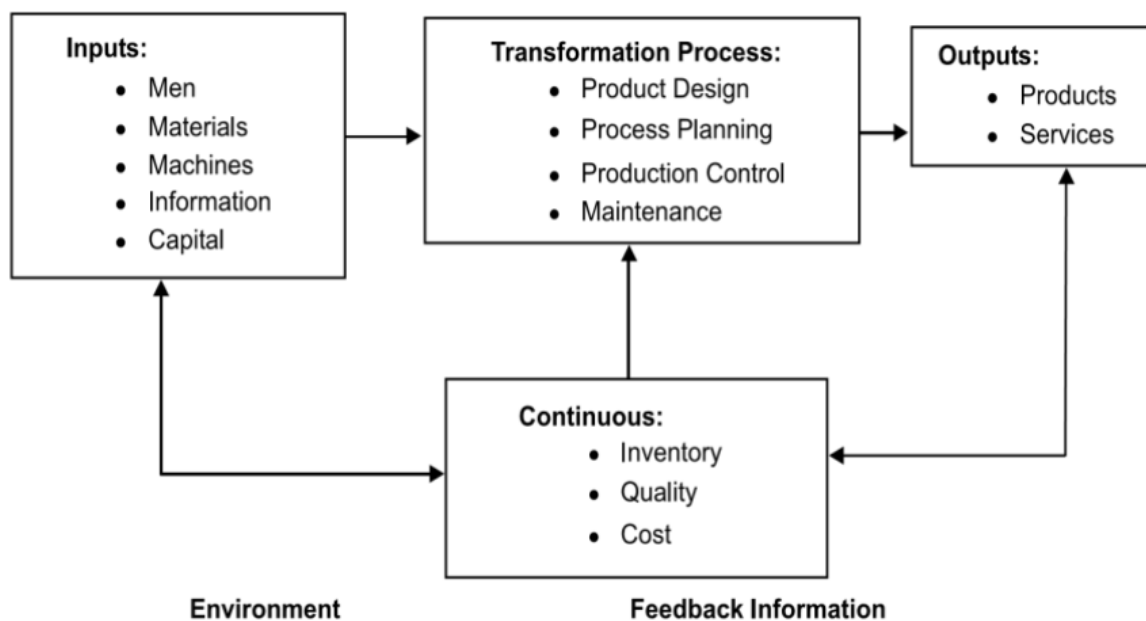 Inputs:
• Men
• Materials
• Machines
• Information
• Capital
Transformation Process:
• Product Design
• Process Planning
• Production Control
• Maintenance
Outputs:
• Products
• Services
Continuous:
• Inventory
• Quality
• Cost
Environment
Feedback Information